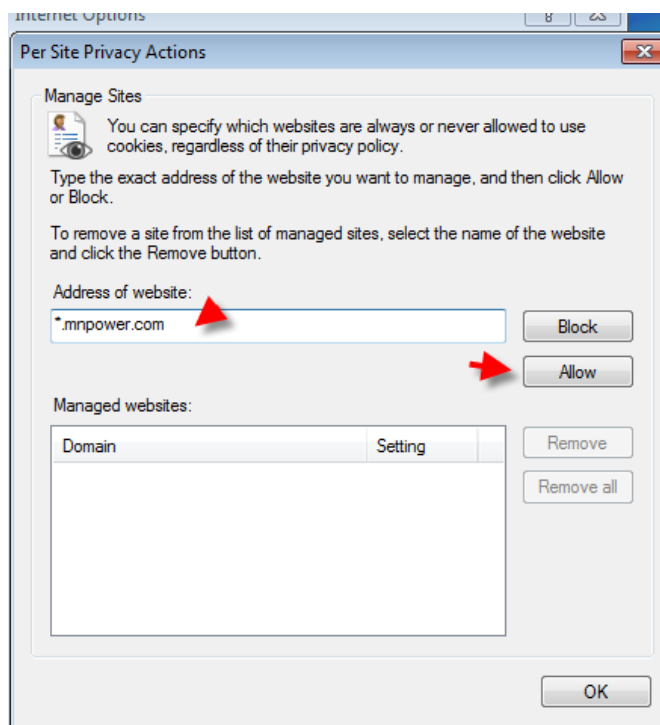 Internet Options
Per Site Privacy Actions
Manage Sites
You can specify which websites are always or never allowed to use
cookies, regardless of their privacy policy.
Type the exact address of the website you want to manage, and then click Allow
or Block.
To remove a site from the list of managed sites, select the name of the website
and click the Remove button.
Address of website:
*.mnpower.com
Block
Allow
Managed websites:
Domain Setting
Remove
Remove all
OK